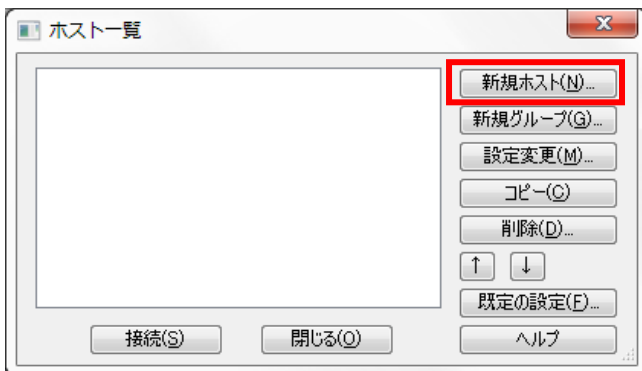 ホスト一覧
新規ホスト(N)...
新規グループ(G)...
設定変更(M)...
コピー(C)
削除(D)...
↑ ↓
既定の設定(F)...
接続(S) 閉じる(O) ヘルプ